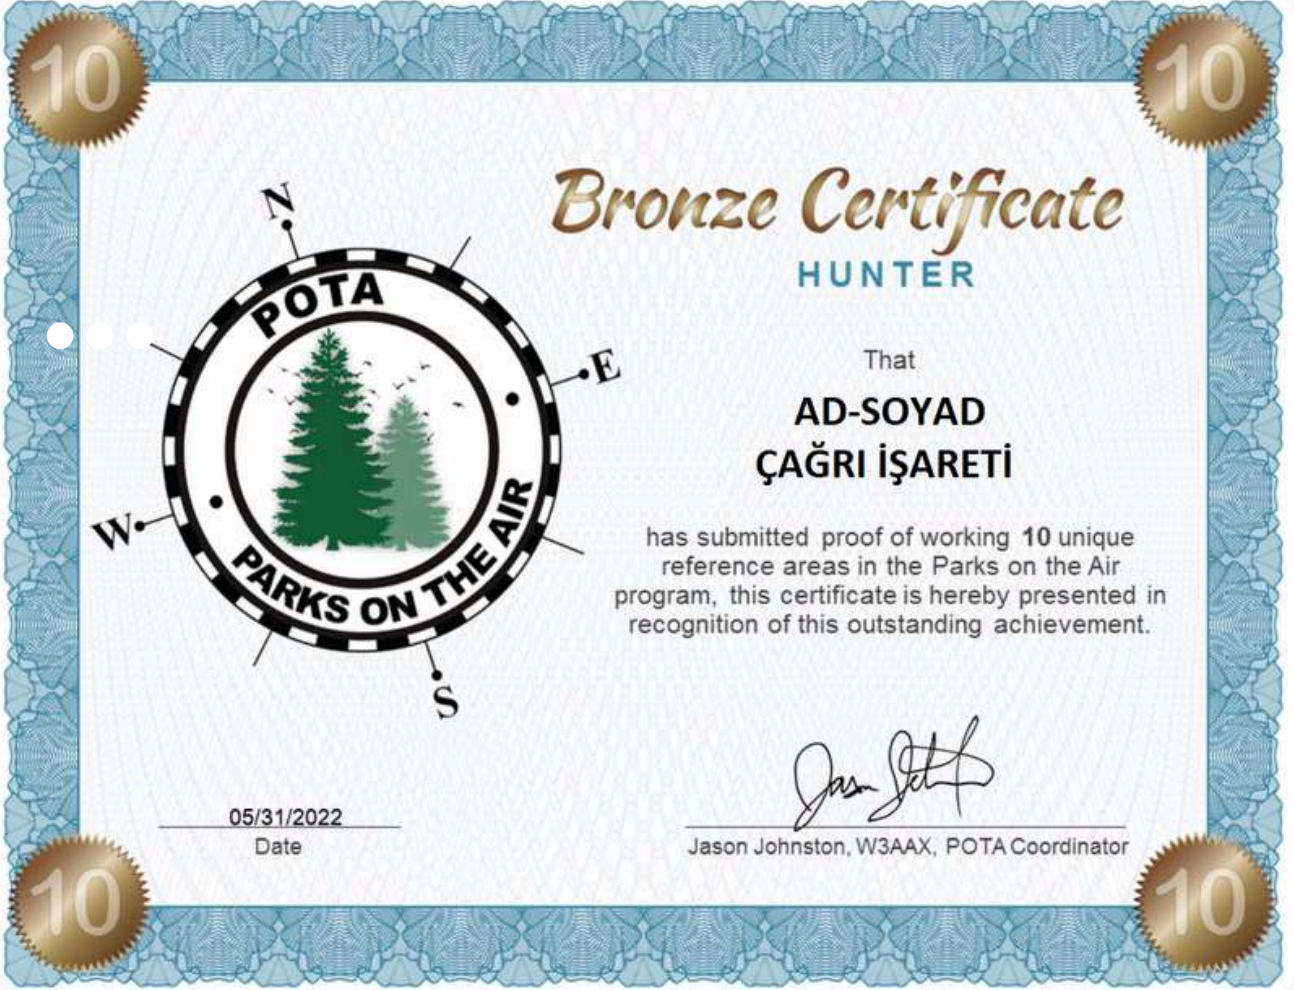 10
10
Bronze Certificate
HUNTER
N
POTA
E
W
PARKS ON THE AIR
S
That
AD-SOYAD
ÇAĞRI İŞARETİ
has submitted proof of working 10 unique
reference areas in the Parks on the Air
program, this certificate is hereby presented in
recognition of this outstanding achievement.
05/31/2022
Date
Jason Johnston, W3AAX, POTA Coordinator
10
10